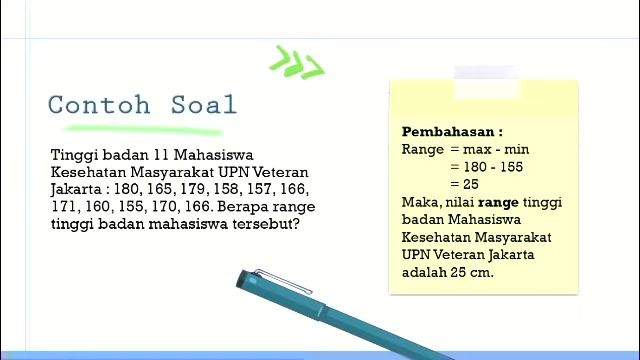 Contoh Soal
Tinggi badan 11 Mahasiswa
Kesehatan Masyarakat UPN Veteran
Jakarta : 180, 165, 179, 158, 157, 166,
171, 160, 155, 170, 166. Berapa range
tinggi badan mahasiswa tersebut?
Pembahasan :
Range = max - min
= 180 - 155
= 25
Maka, nilai range tinggi
badan Mahasiswa
Kesehatan Masyarakat
UPN Veteran Jakarta
adalah 25 cm.